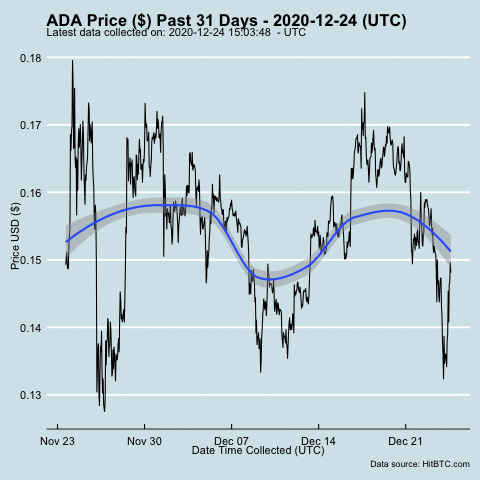 ADA Price ($) Past 31 Days - 2020-12-24 (UTC)
Latest data collected on: 2020-12-24 15:03:48  - UTC
0.18
0.17
0.16
0.15
0.14
0.13
Price USD ($)
Nov 23
Nov 30
Dec 07
Dec 14
Dec 21
Date Time Collected (UTC)
Data source: HitBTC.com